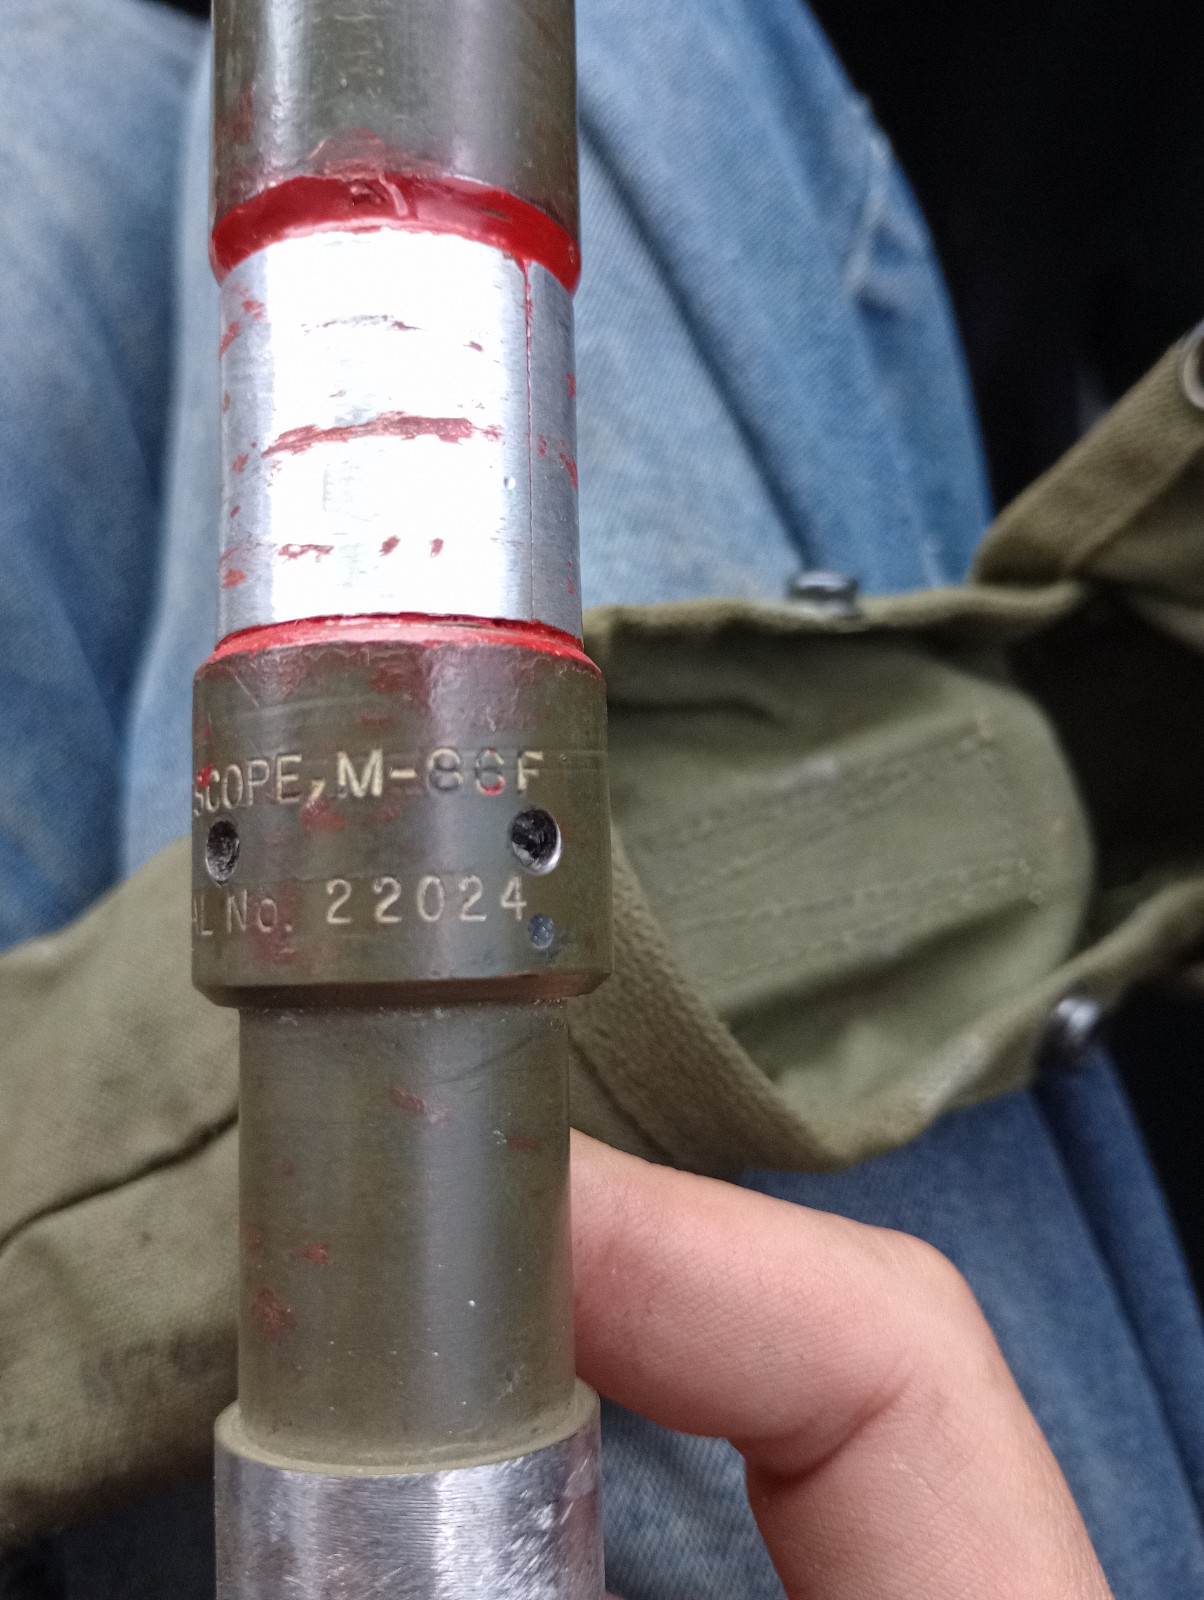 SCOPE, M-86F
AL No. 22024